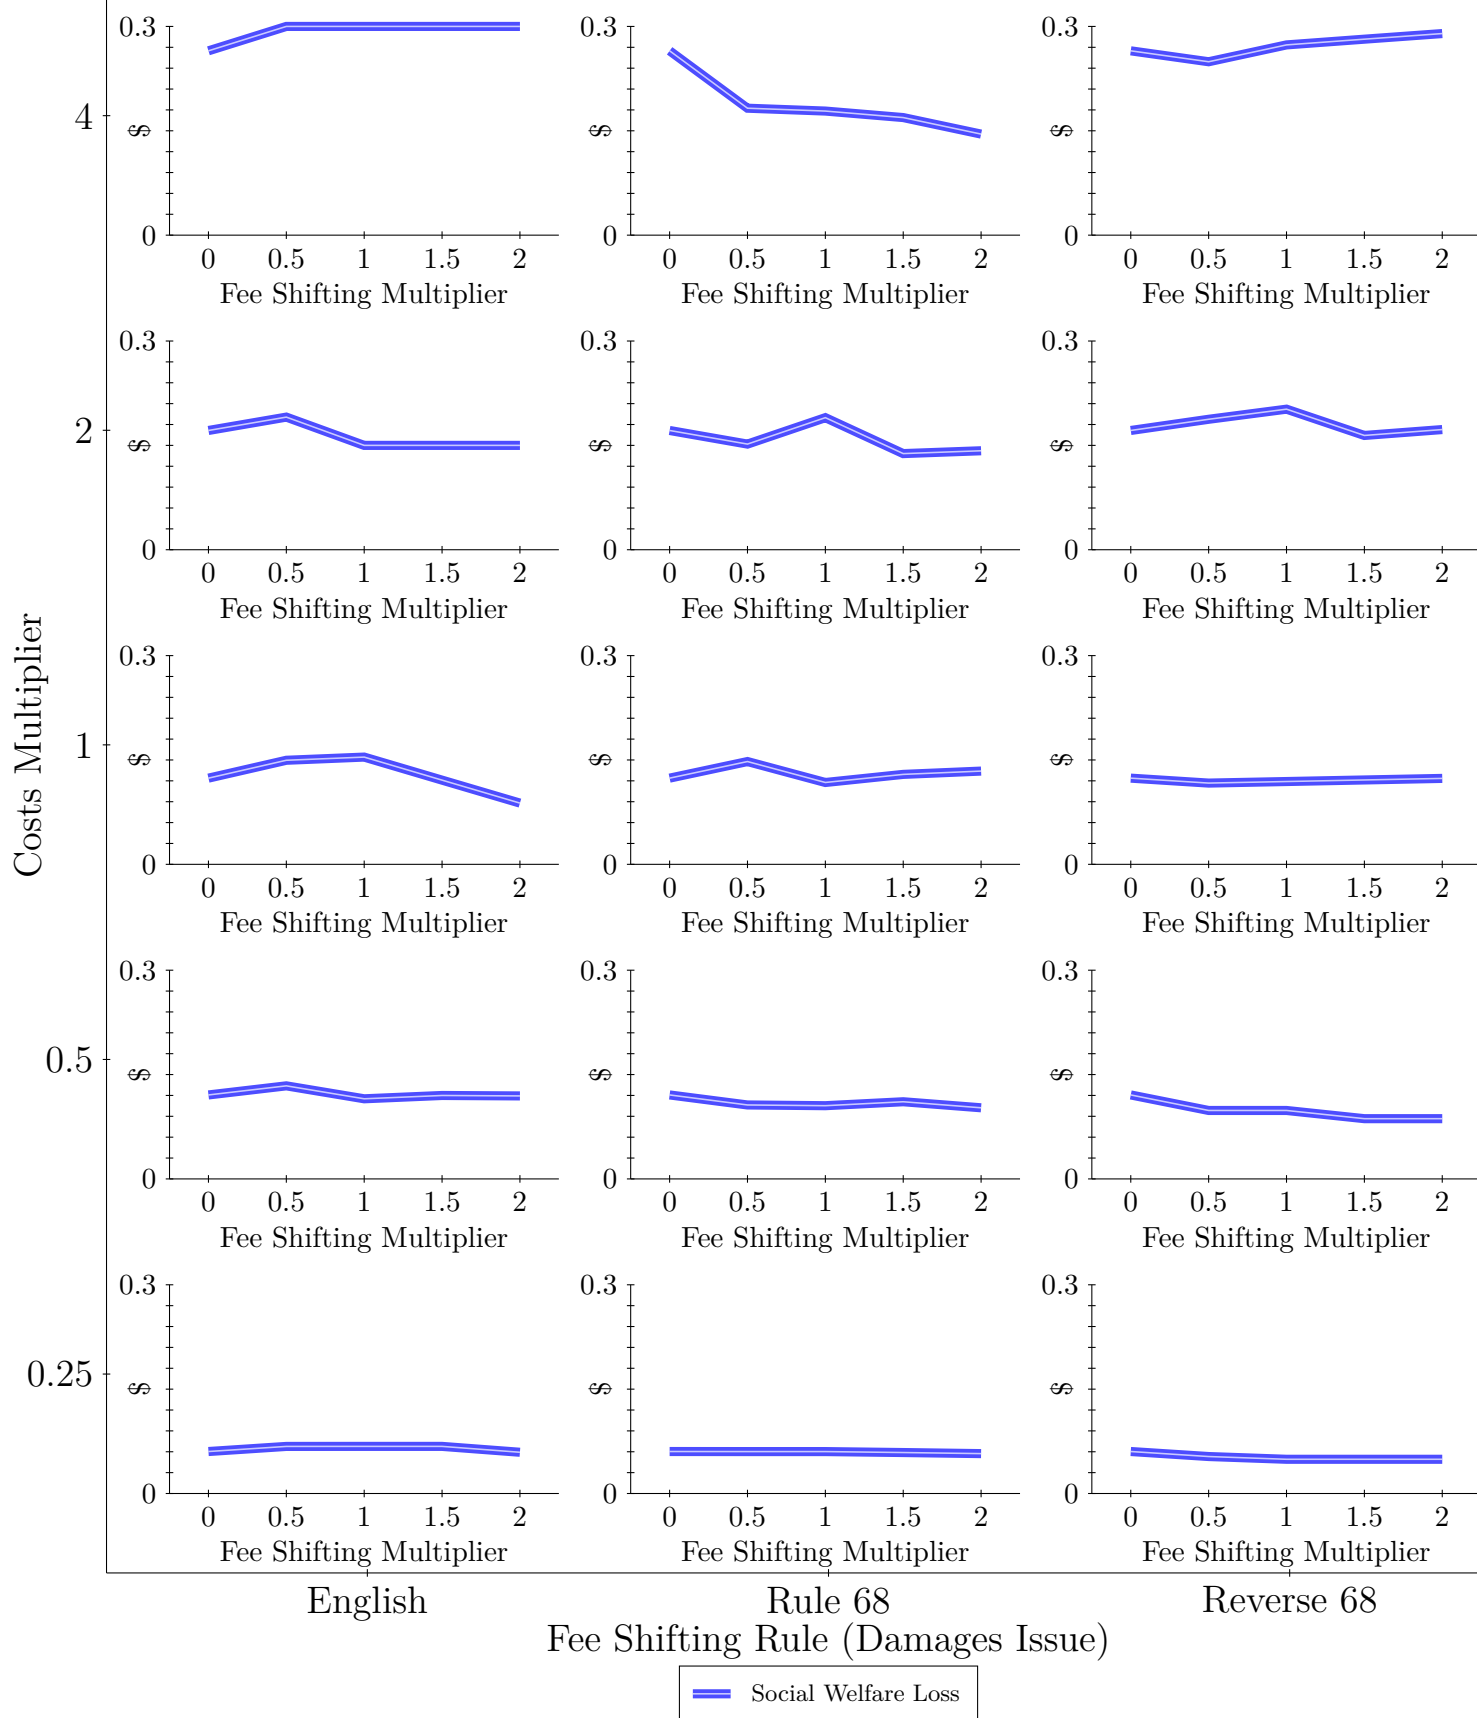 0.3 0.3 0.3
4 $ $ $
0 0 0
0 0.5 1 1.5 2 0 0.5 1 1.5 2 0 0.5 1 1.5 2
Fee Shifting Multiplier Fee Shifting Multiplier Fee Shifting Multiplier
0.3 0.3 0.3
2 $ $ $
0 0 0
0 0.5 1 1.5 2 0 0.5 1 1.5 2 0 0.5 1 1.5 2
Fee Shifting Multiplier Fee Shifting Multiplier Fee Shifting Multiplier
Costs Multiplier
0.3 0.3 0.3
1 $ $ $
0 0 0
0 0.5 1 1.5 2 0 0.5 1 1.5 2 0 0.5 1 1.5 2
Fee Shifting Multiplier Fee Shifting Multiplier Fee Shifting Multiplier
0.3 0.3 0.3
0.5 $ $ $
0 0 0
0 0.5 1 1.5 2 0 0.5 1 1.5 2 0 0.5 1 1.5 2
Fee Shifting Multiplier Fee Shifting Multiplier Fee Shifting Multiplier
0.3 0.3 0.3
0.25 $ $ $
0 0 0
0 0.5 1 1.5 2 0 0.5 1 1.5 2 0 0.5 1 1.5 2
Fee Shifting Multiplier Fee Shifting Multiplier Fee Shifting Multiplier
English Rule 68 Reverse 68
Fee Shifting Rule (Damages Issue)
Social Welfare Loss